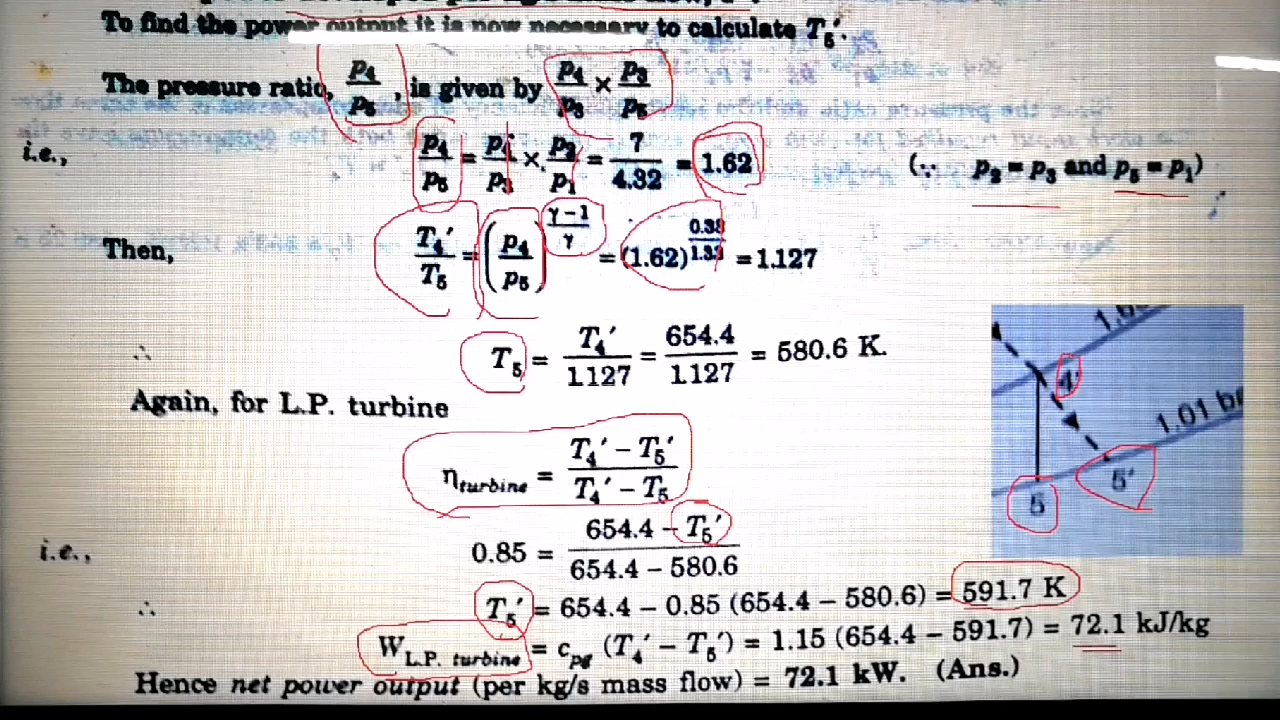 To find the power output it is now necessary to calculate T₅′.
The pressure ratio, p₄/p₅, is given by p₄/p₃ × p₃/p₅
i.e., p₄/p₅ = p₄/p₃ × p₂/p₁ = 7/4.32 = 1.62 (∵ p₂ = p₃ and p₅ = p₁)
Then, T₄′/T₅ = (p₄/p₅)^((γ−1)/γ) = (1.62)^(0.33/1.33) = 1.127
∴ T₅ = T₄′/1.127 = 654.4/1.127 = 580.6 K.
Again, for L.P. turbine
η_turbine = (T₄′ − T₅′)/(T₄′ − T₅)
i.e., 0.85 = (654.4 − T₅′)/(654.4 − 580.6)
∴ T₅′ = 654.4 − 0.85 (654.4 − 580.6) = 591.7 K
W_L.P. turbine = c_pg (T₄′ − T₅′) = 1.15 (654.4 − 591.7) = 72.1 kJ/kg
Hence net power output (per kg/s mass flow) = 72.1 kW. (Ans.)
4′
1.01
5
5′